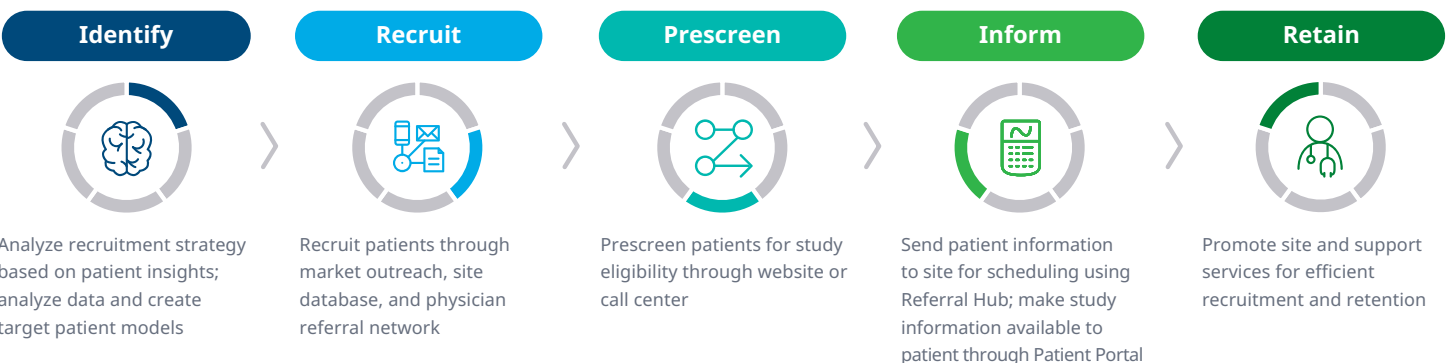 Identify
Analyze recruitment strategy
based on patient insights;
analyze data and create
target patient models
Recruit
Recruit patients through
market outreach, site
database, and physician
referral network
Prescreen
Prescreen patients for study
eligibility through website or
call center
Inform
Send patient information
to site for scheduling using
Referral Hub; make study
information available to
patient through Patient Portal
Retain
Promote site and support
services for efficient
recruitment and retention